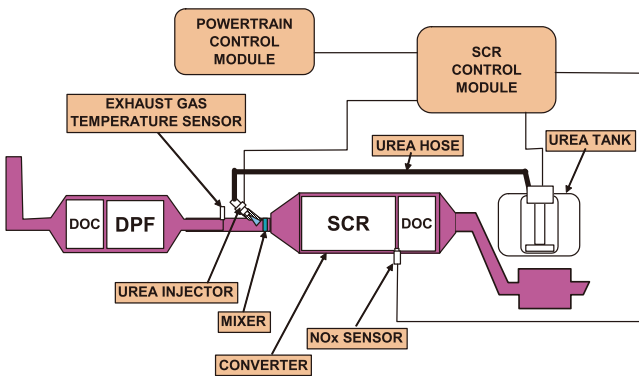 POWERTRAIN
CONTROL
MODULE
SCR
CONTROL
MODULE
EXHAUST GAS
TEMPERATURE SENSOR
UREA HOSE
UREA TANK
DOC
DPF
SCR
DOC
UREA INJECTOR
MIXER
NOx SENSOR
CONVERTER